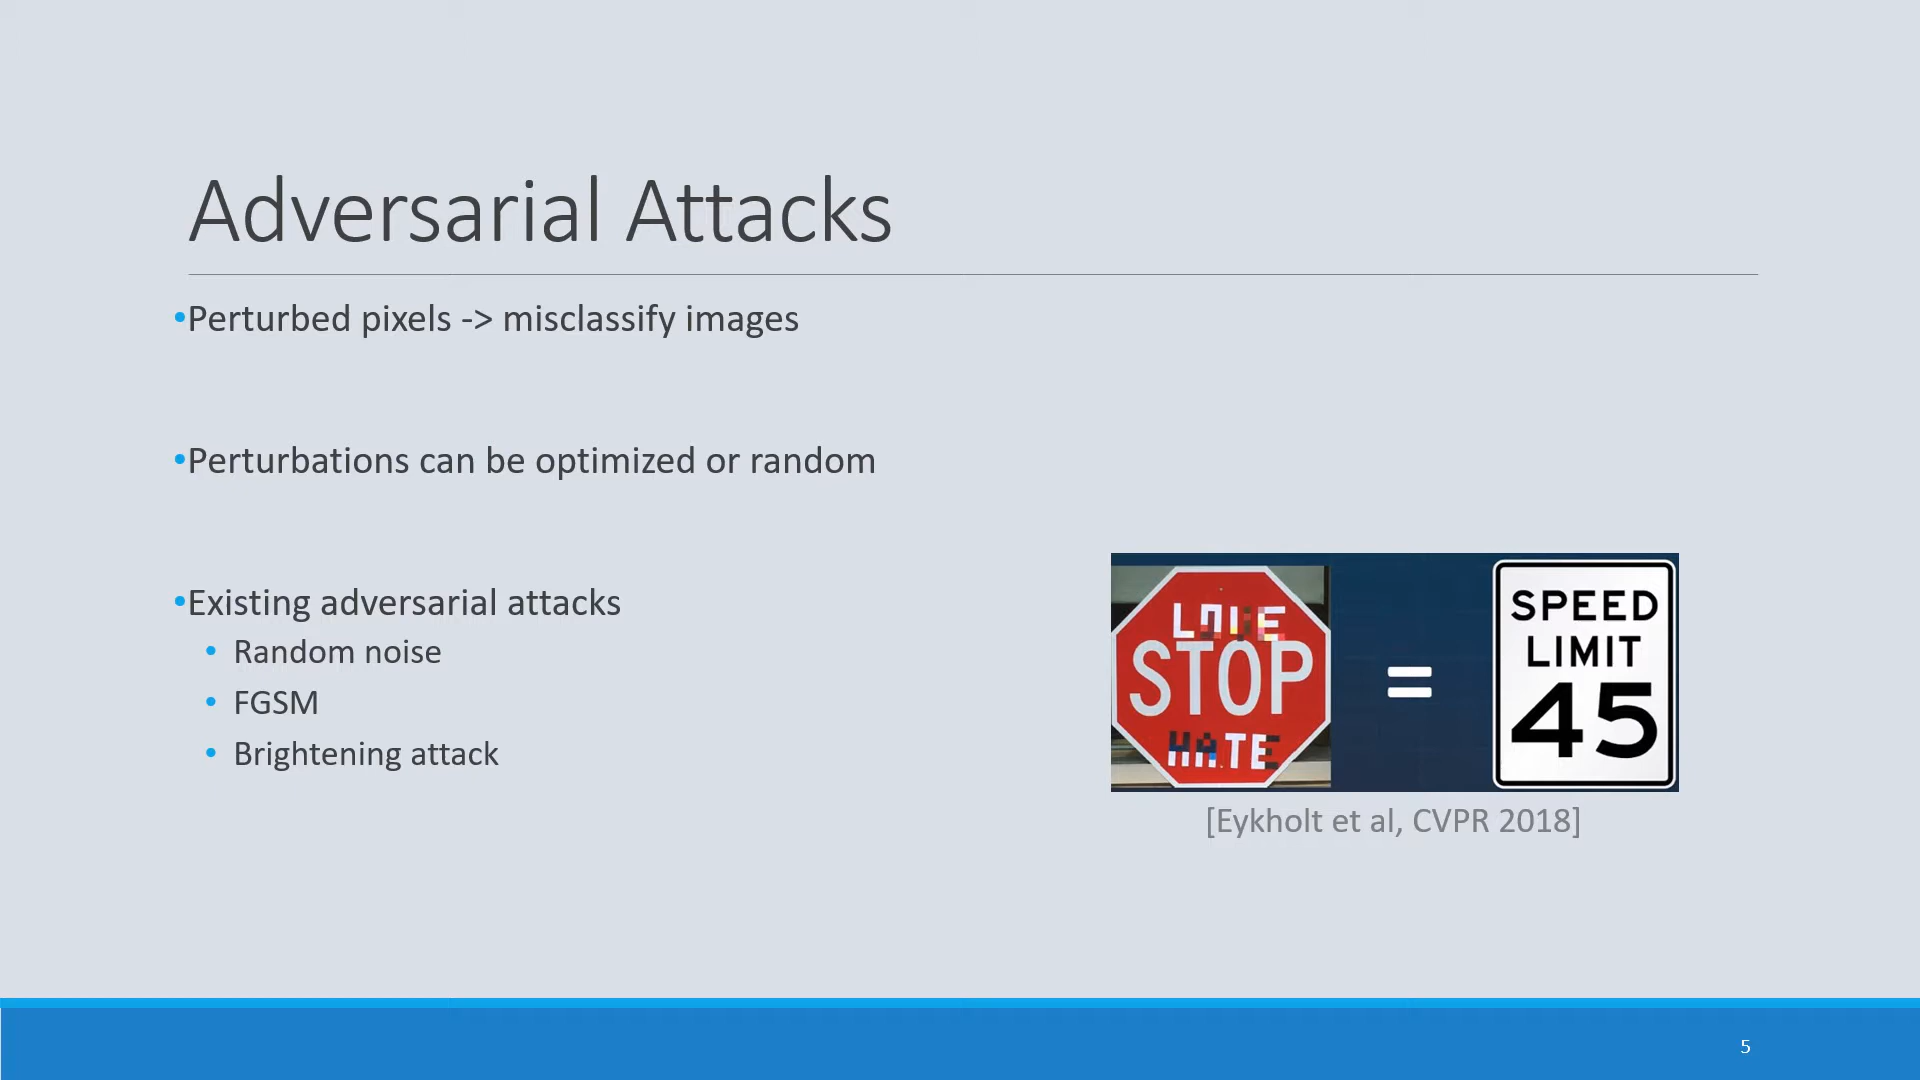 Adversarial Attacks
•Perturbed pixels -> misclassify images
•Perturbations can be optimized or random
•Existing adversarial attacks
• Random noise
• FGSM
• Brightening attack
LOVE
STOP
HATE
=
SPEED
LIMIT
45
[Eykholt et al, CVPR 2018]
5